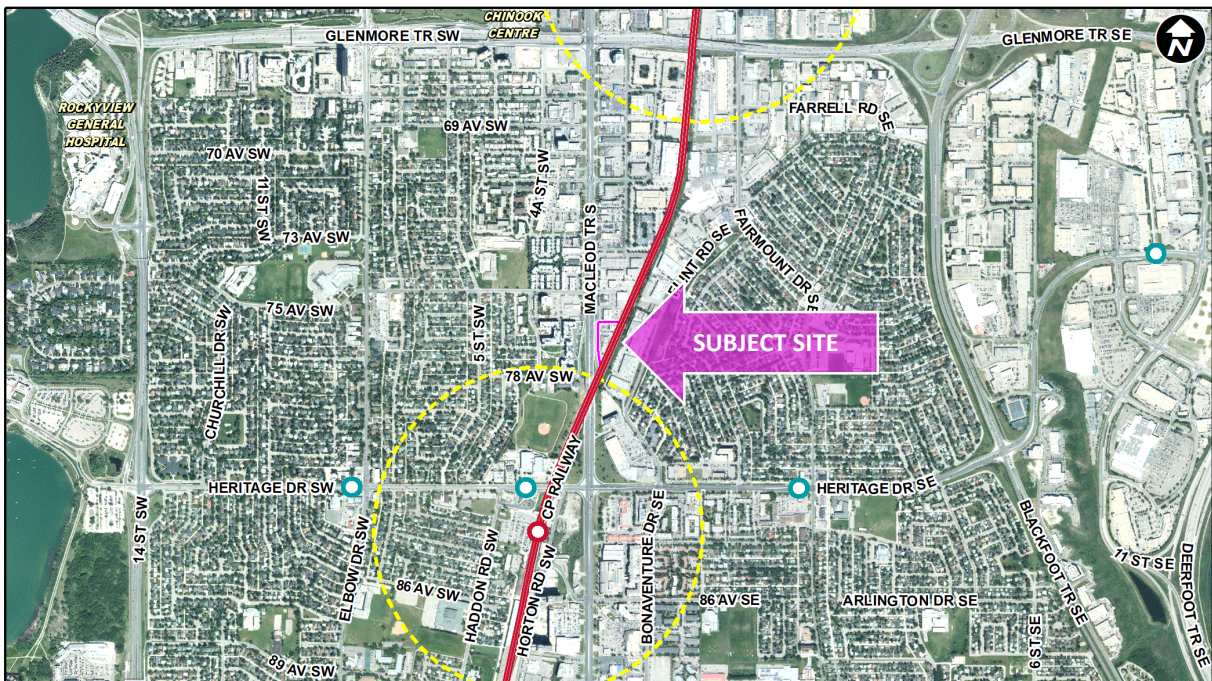 CHINOOK
CENTRE
GLENMORE TR SW
GLENMORE TR SE
N
ROCKYVIEW
GENERAL
HOSPITAL
FARRELL RD SE
69 AV SW
70 AV SW
11 ST SW
4A ST SW
73 AV SW
MACLEOD TR S
FLINT RD SE
FAIRMOUNT DR SE
75 AV SW
CHURCHILL DR SW
5 ST SW
SUBJECT SITE
78 AV SW
CP RAILWAY
HERITAGE DR SW
HERITAGE DR SE
14 ST SW
ELBOW DR SW
HADDON RD SW
HORTON RD SW
BONAVENTURE DR SE
BLACKFOOT TR SE
11 ST SE
DEERFOOT TR SE
86 AV SW
86 AV SE
ARLINGTON DR SE
6 ST SE
89 AV SW